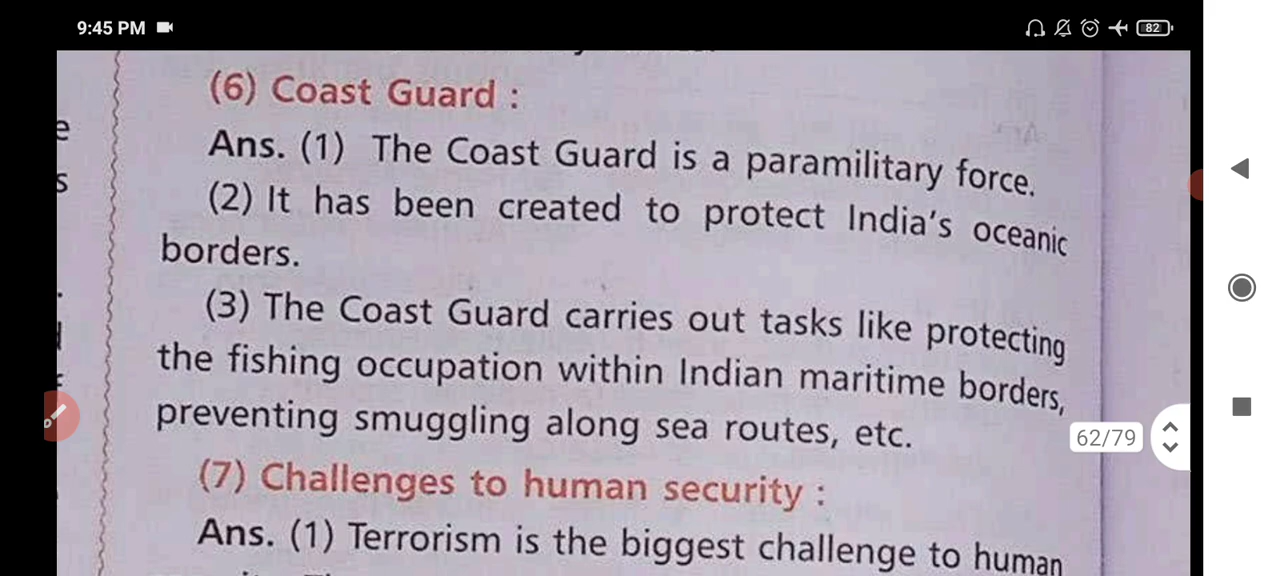 9:45 PM
82
(6) Coast Guard :
Ans. (1) The Coast Guard is a paramilitary force.
(2) It has been created to protect India's oceanic
borders.
(3) The Coast Guard carries out tasks like protecting
the fishing occupation within Indian maritime borders,
preventing smuggling along sea routes, etc.
62/79
(7) Challenges to human security :
Ans. (1) Terrorism is the biggest challenge to human